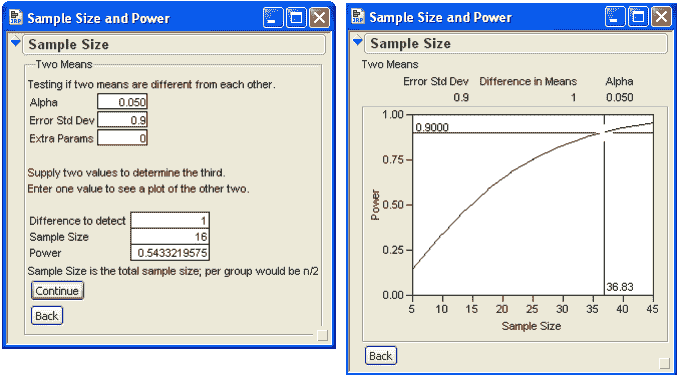 Sample Size and Power
Sample Size
Two Means
Testing if two means are different from each other.
Alpha 0.050
Error Std Dev 0.9
Extra Params 0
Supply two values to determine the third.
Enter one value to see a plot of the other two.
Difference to detect 1
Sample Size 16
Power 0.5433219575
Sample Size is the total sample size; per group would be n/2
Continue
Back
Sample Size and Power
Sample Size
Two Means
Error Std Dev Difference in Means Alpha
0.9 1 0.050
1.00
0.9000
0.75
0.50
0.25
0.00
Power
36.83
5 10 15 20 25 30 35 40 45
Sample Size
Back